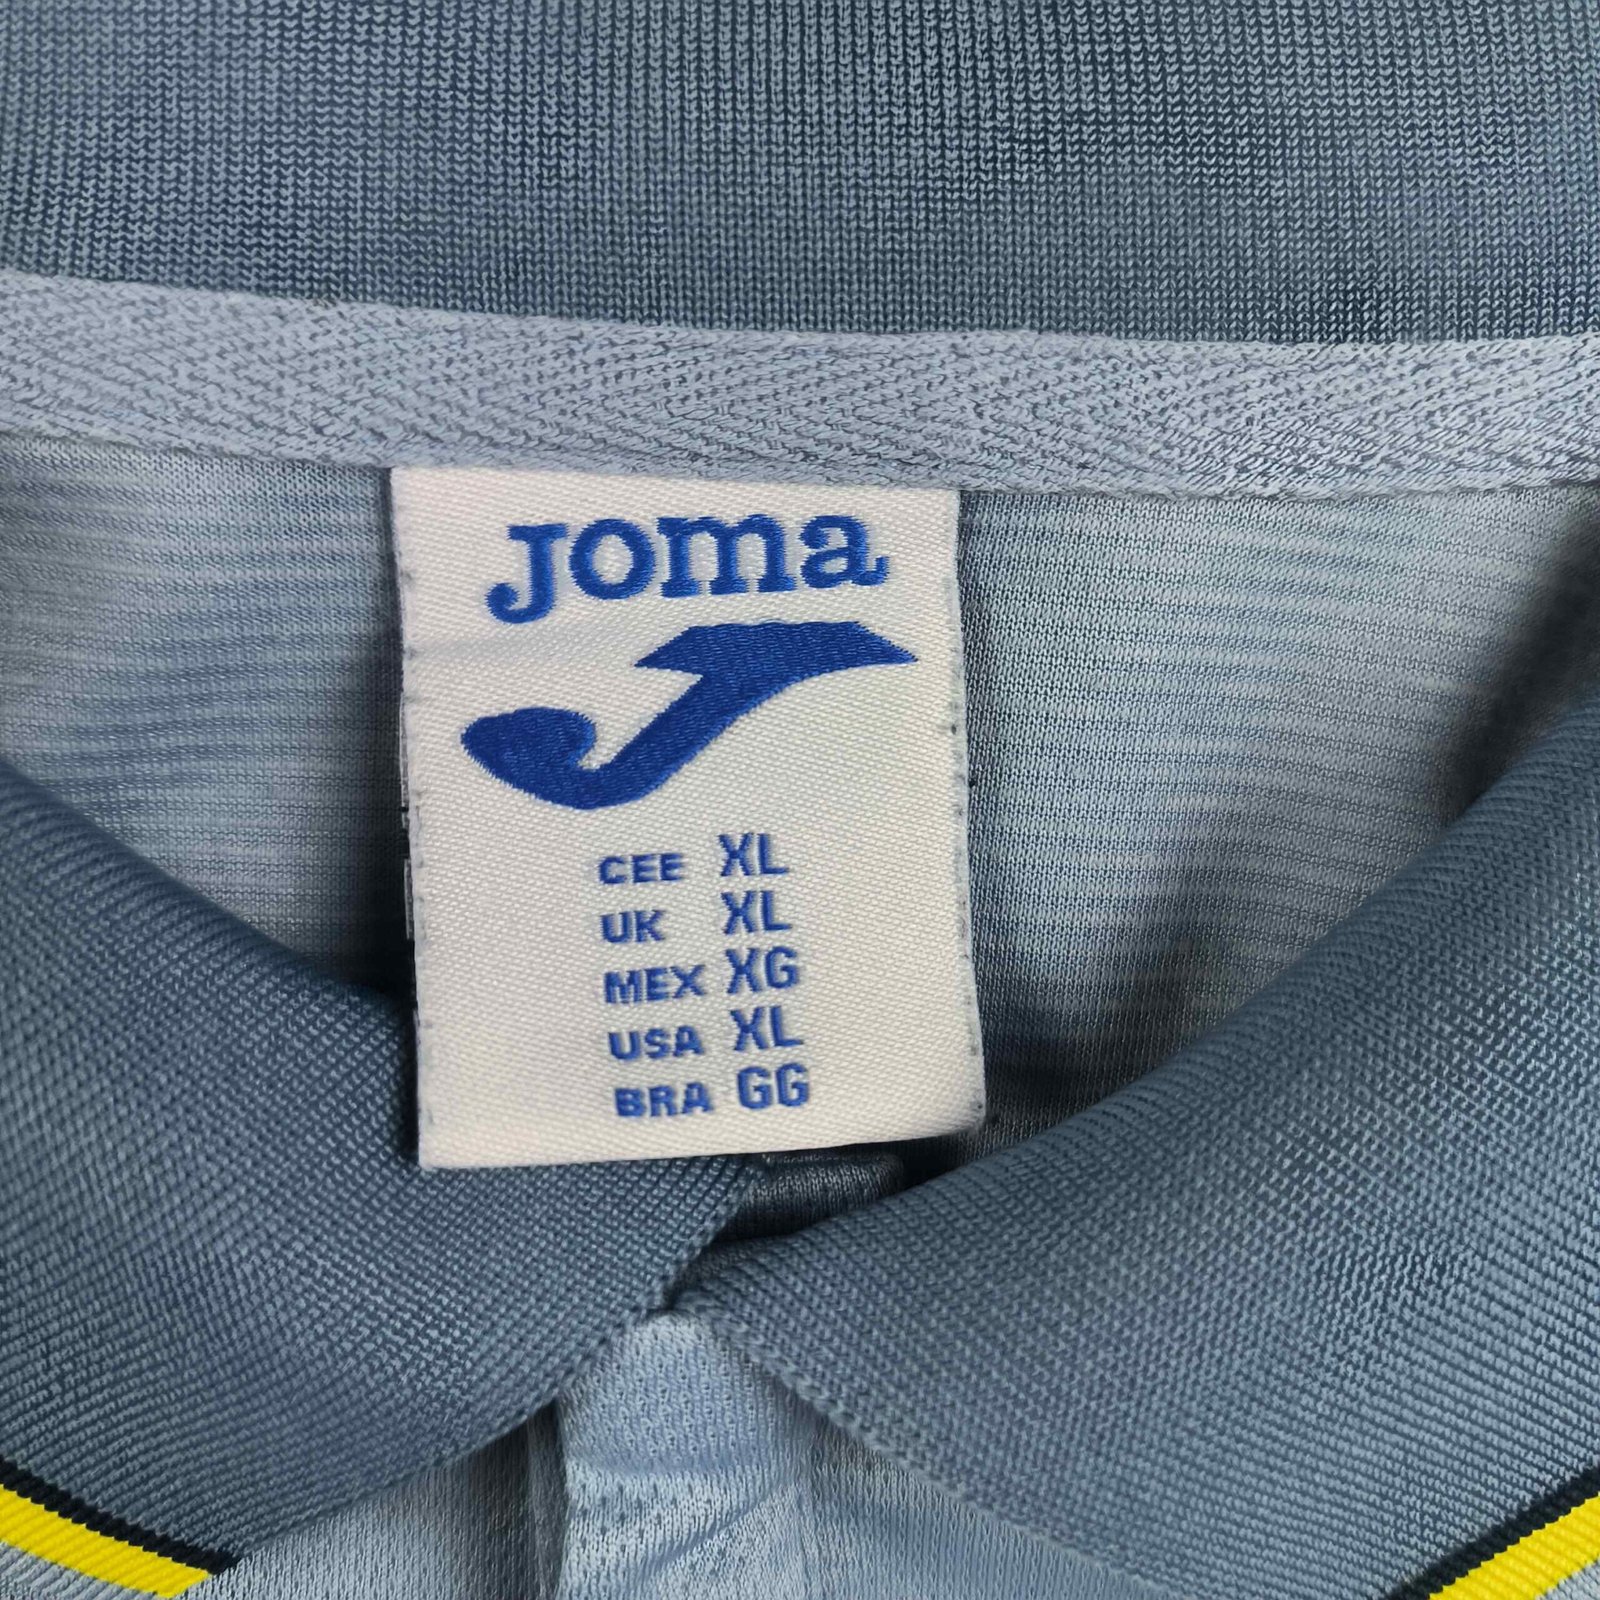 Joma
CEE XL
UK XL
MEX XG
USA XL
BRA GG